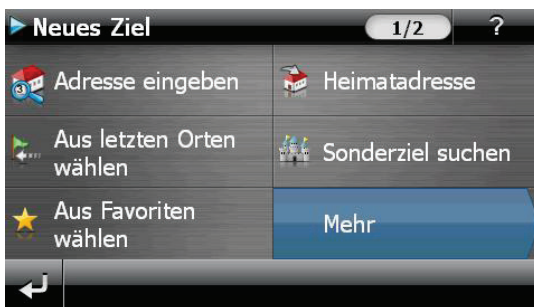 Neues Ziel
1/2
?
Adresse eingeben
Heimatadresse
Aus letzten Orten
wählen
Sonderziel suchen
Aus Favoriten
wählen
Mehr